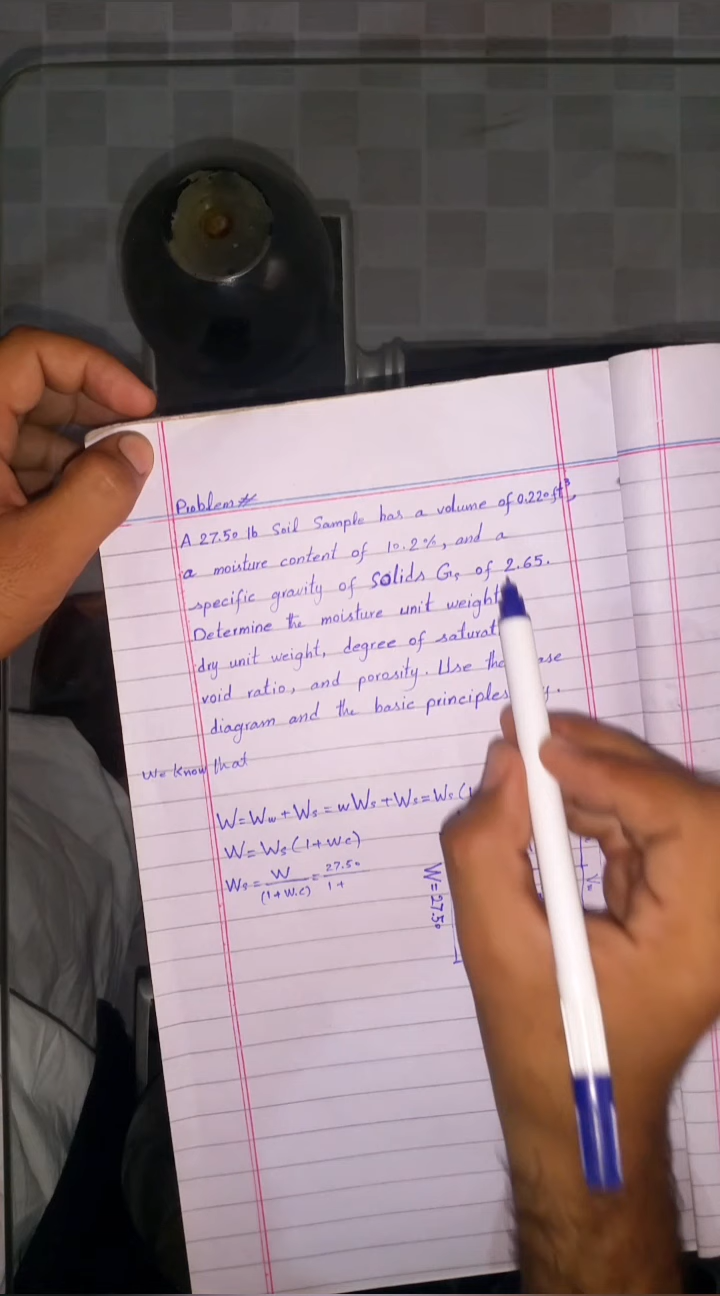 Problem #
A 27.50 lb Soil Sample has a volume of 0.220 ft³,
a moisture content of 10.2%, and a
specific gravity of Solids Gs of 2.65.
Determine the moisture unit weight
dry unit weight, degree of saturat
void ratio, and porosity. Use the
diagram and the basic principles
We know that
W = Ww + Ws = wWs + Ws = Ws (1
W = Ws (1 + W.c)
Ws = W/(1 + W.c) = 27.50/1 +
W = 27.50